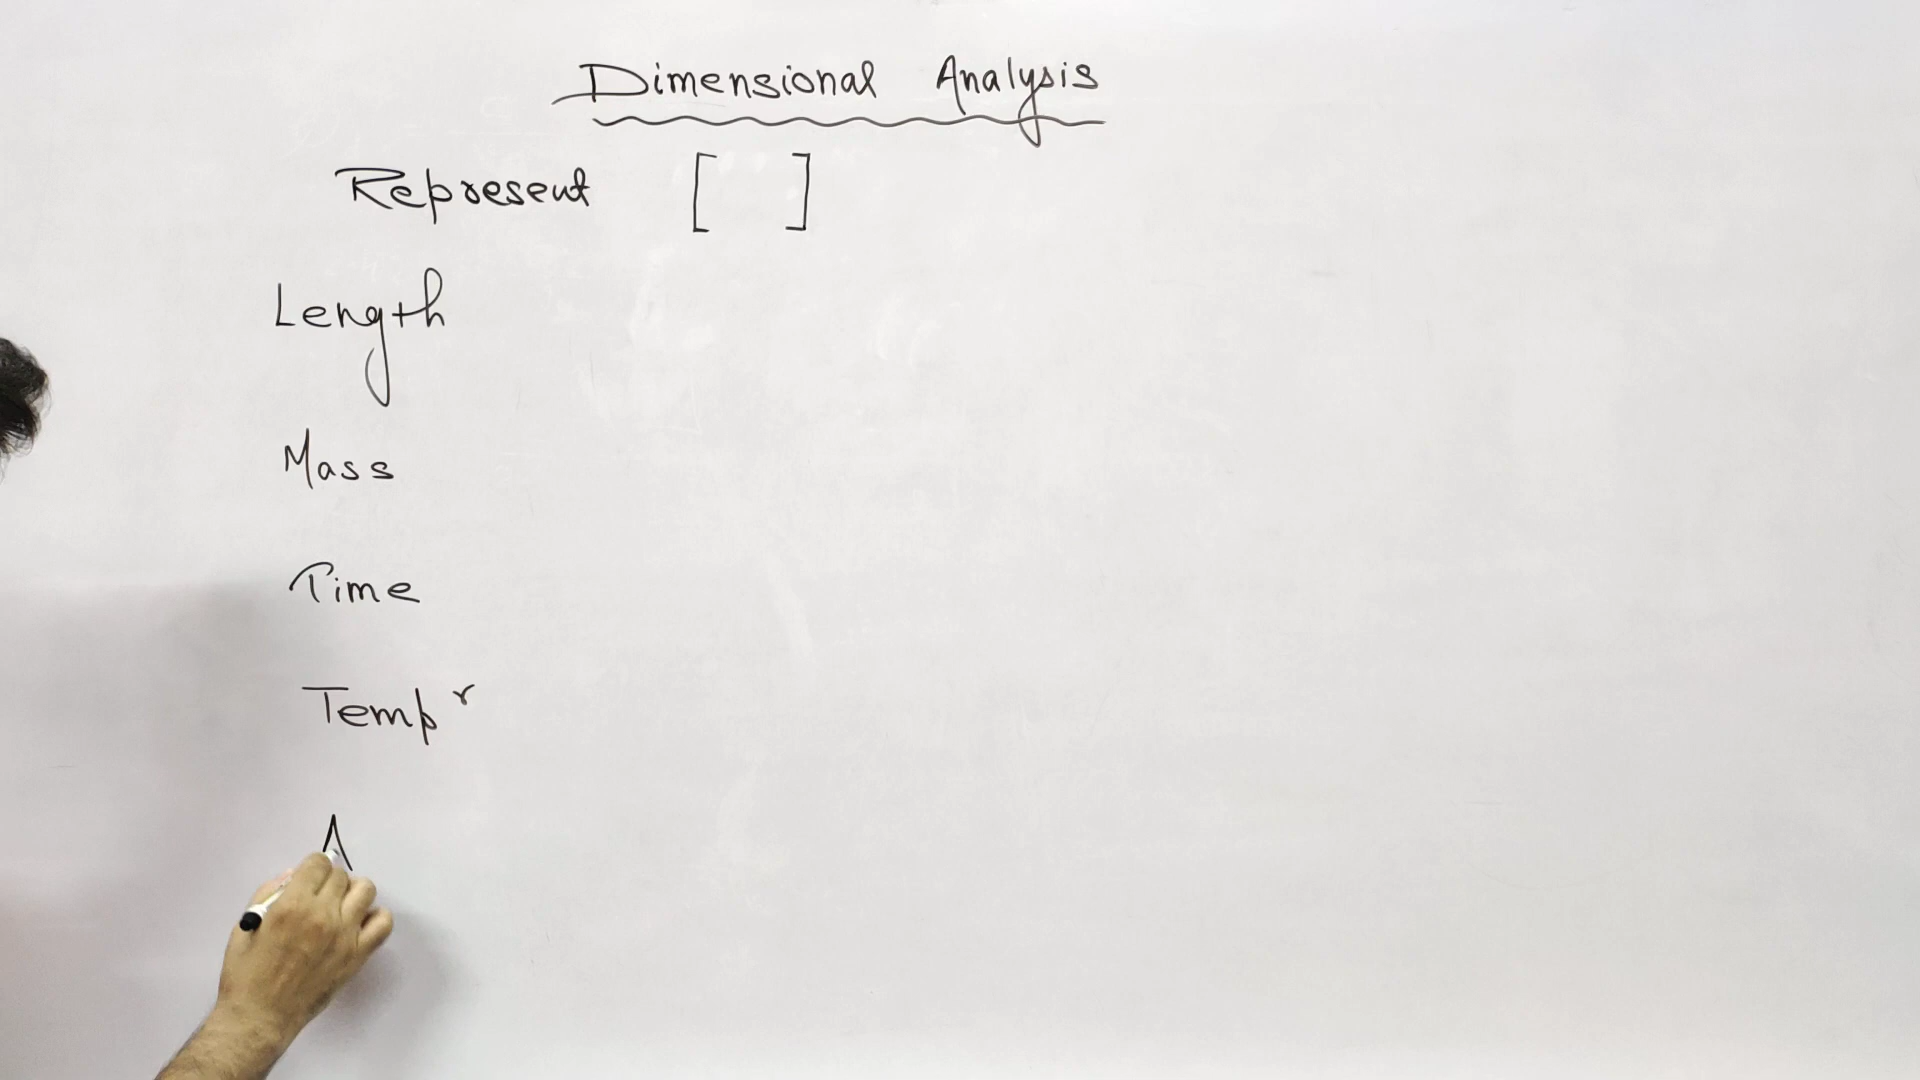 Dimensional Analysis
Represent [ ]
Length
Mass
Time
Temp r
A